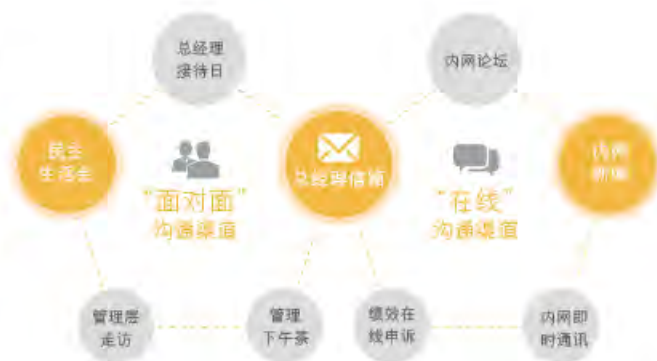 总经理
接待日
内网论坛
民主
生活会
总经理信箱
内网
“面对面”
沟通渠道
“在线”
沟通渠道
管理层
走访
管理
下午茶
绩效在
线申诉
内网即
时通讯